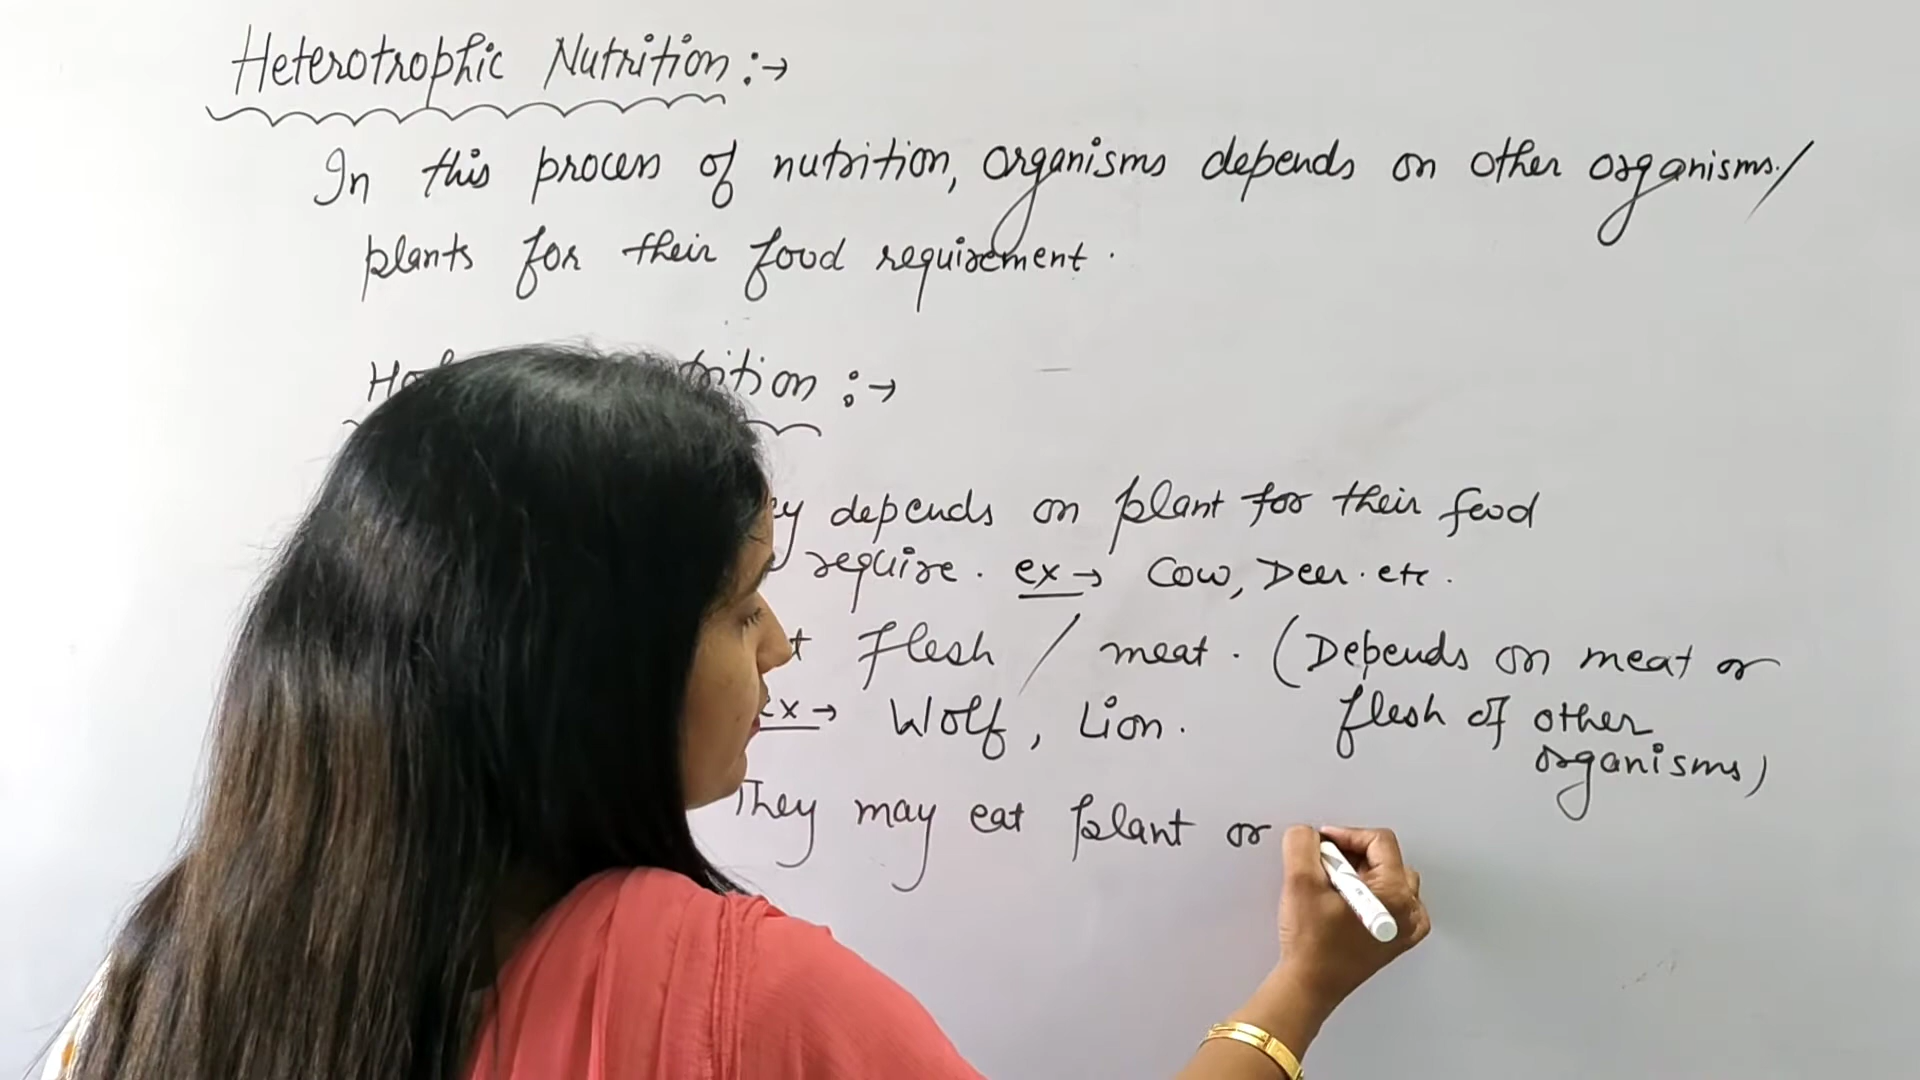 Heterotrophic Nutrition :→
In this process of nutrition, organisms depends on other organisms./
plants for their food requirement.
:→
depends on plant for their food
require. ex → Cow, Deer. etc.
Flesh / meat. (Depends on meat or
ex → Wolf, Lion. flesh of other
organisms)
They may eat plant or